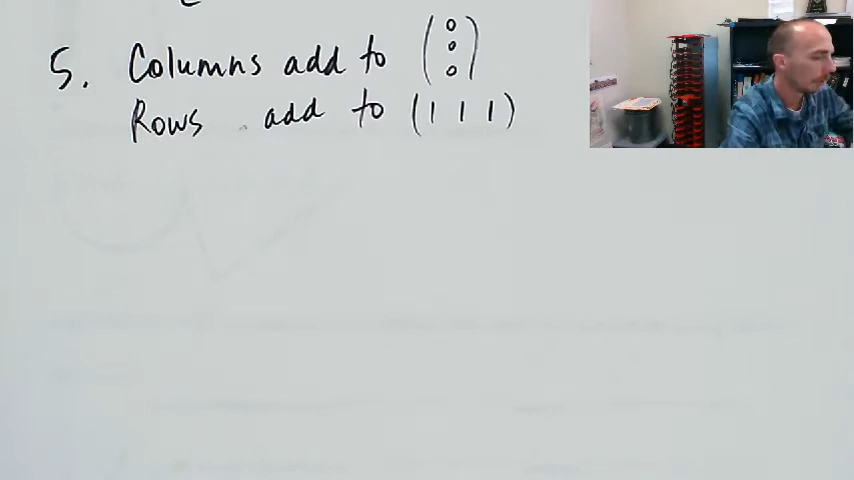 5. Columns add to (0 0 0)
Rows add to (1 1 1)